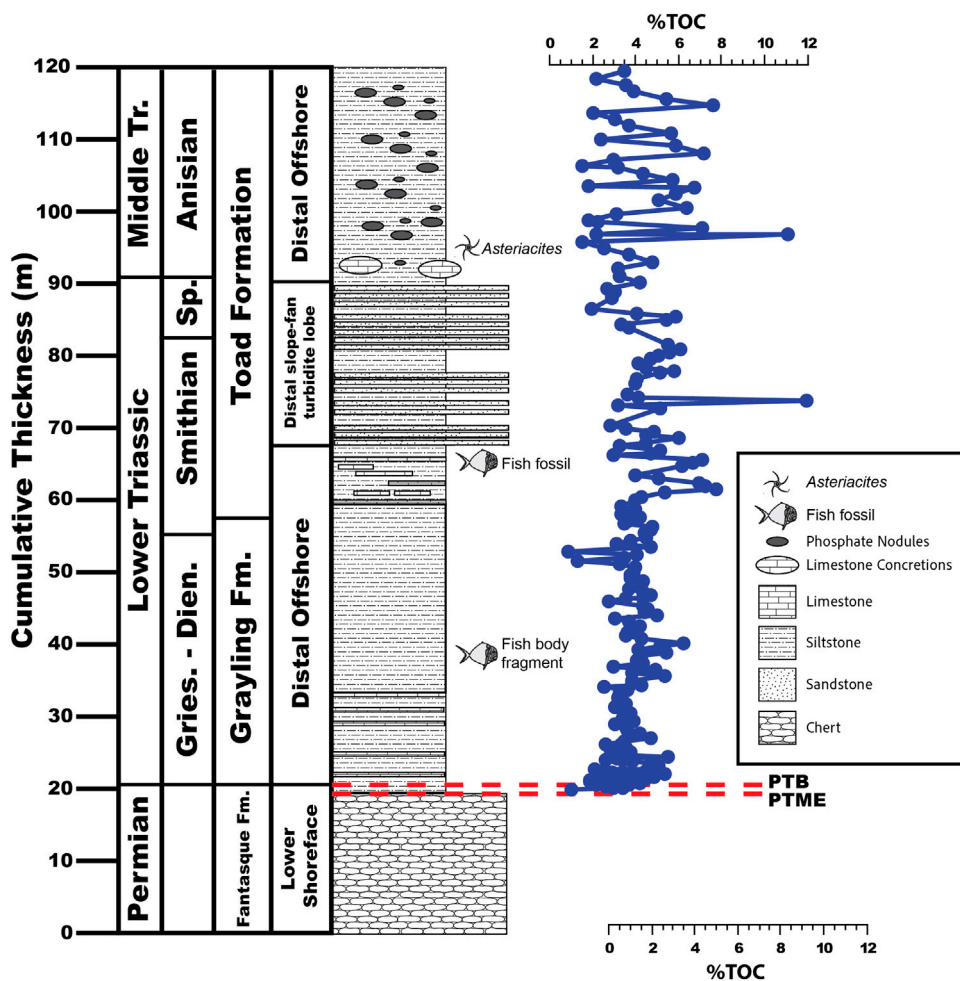 %TOC
0 2 4 6 8 10 12
Cumulative Thickness (m)
120
110
100
90
80
70
60
50
40
30
20
10
0
Middle Tr.
Lower Triassic
Permian
Anisian
Sp.
Smithian
Gries. - Dien.
Toad Formation
Grayling Fm.
Fantasque Fm.
Distal Offshore
Distal slope-fan
turbidite lobe
Distal Offshore
Lower
Shoreface
Asteriacites
Fish fossil
Fish body
fragment
Asteriacites
Fish fossil
Phosphate Nodules
Limestone Concretions
Limestone
Siltstone
Sandstone
Chert
PTB
PTME
0 2 4 6 8 10 12
%TOC